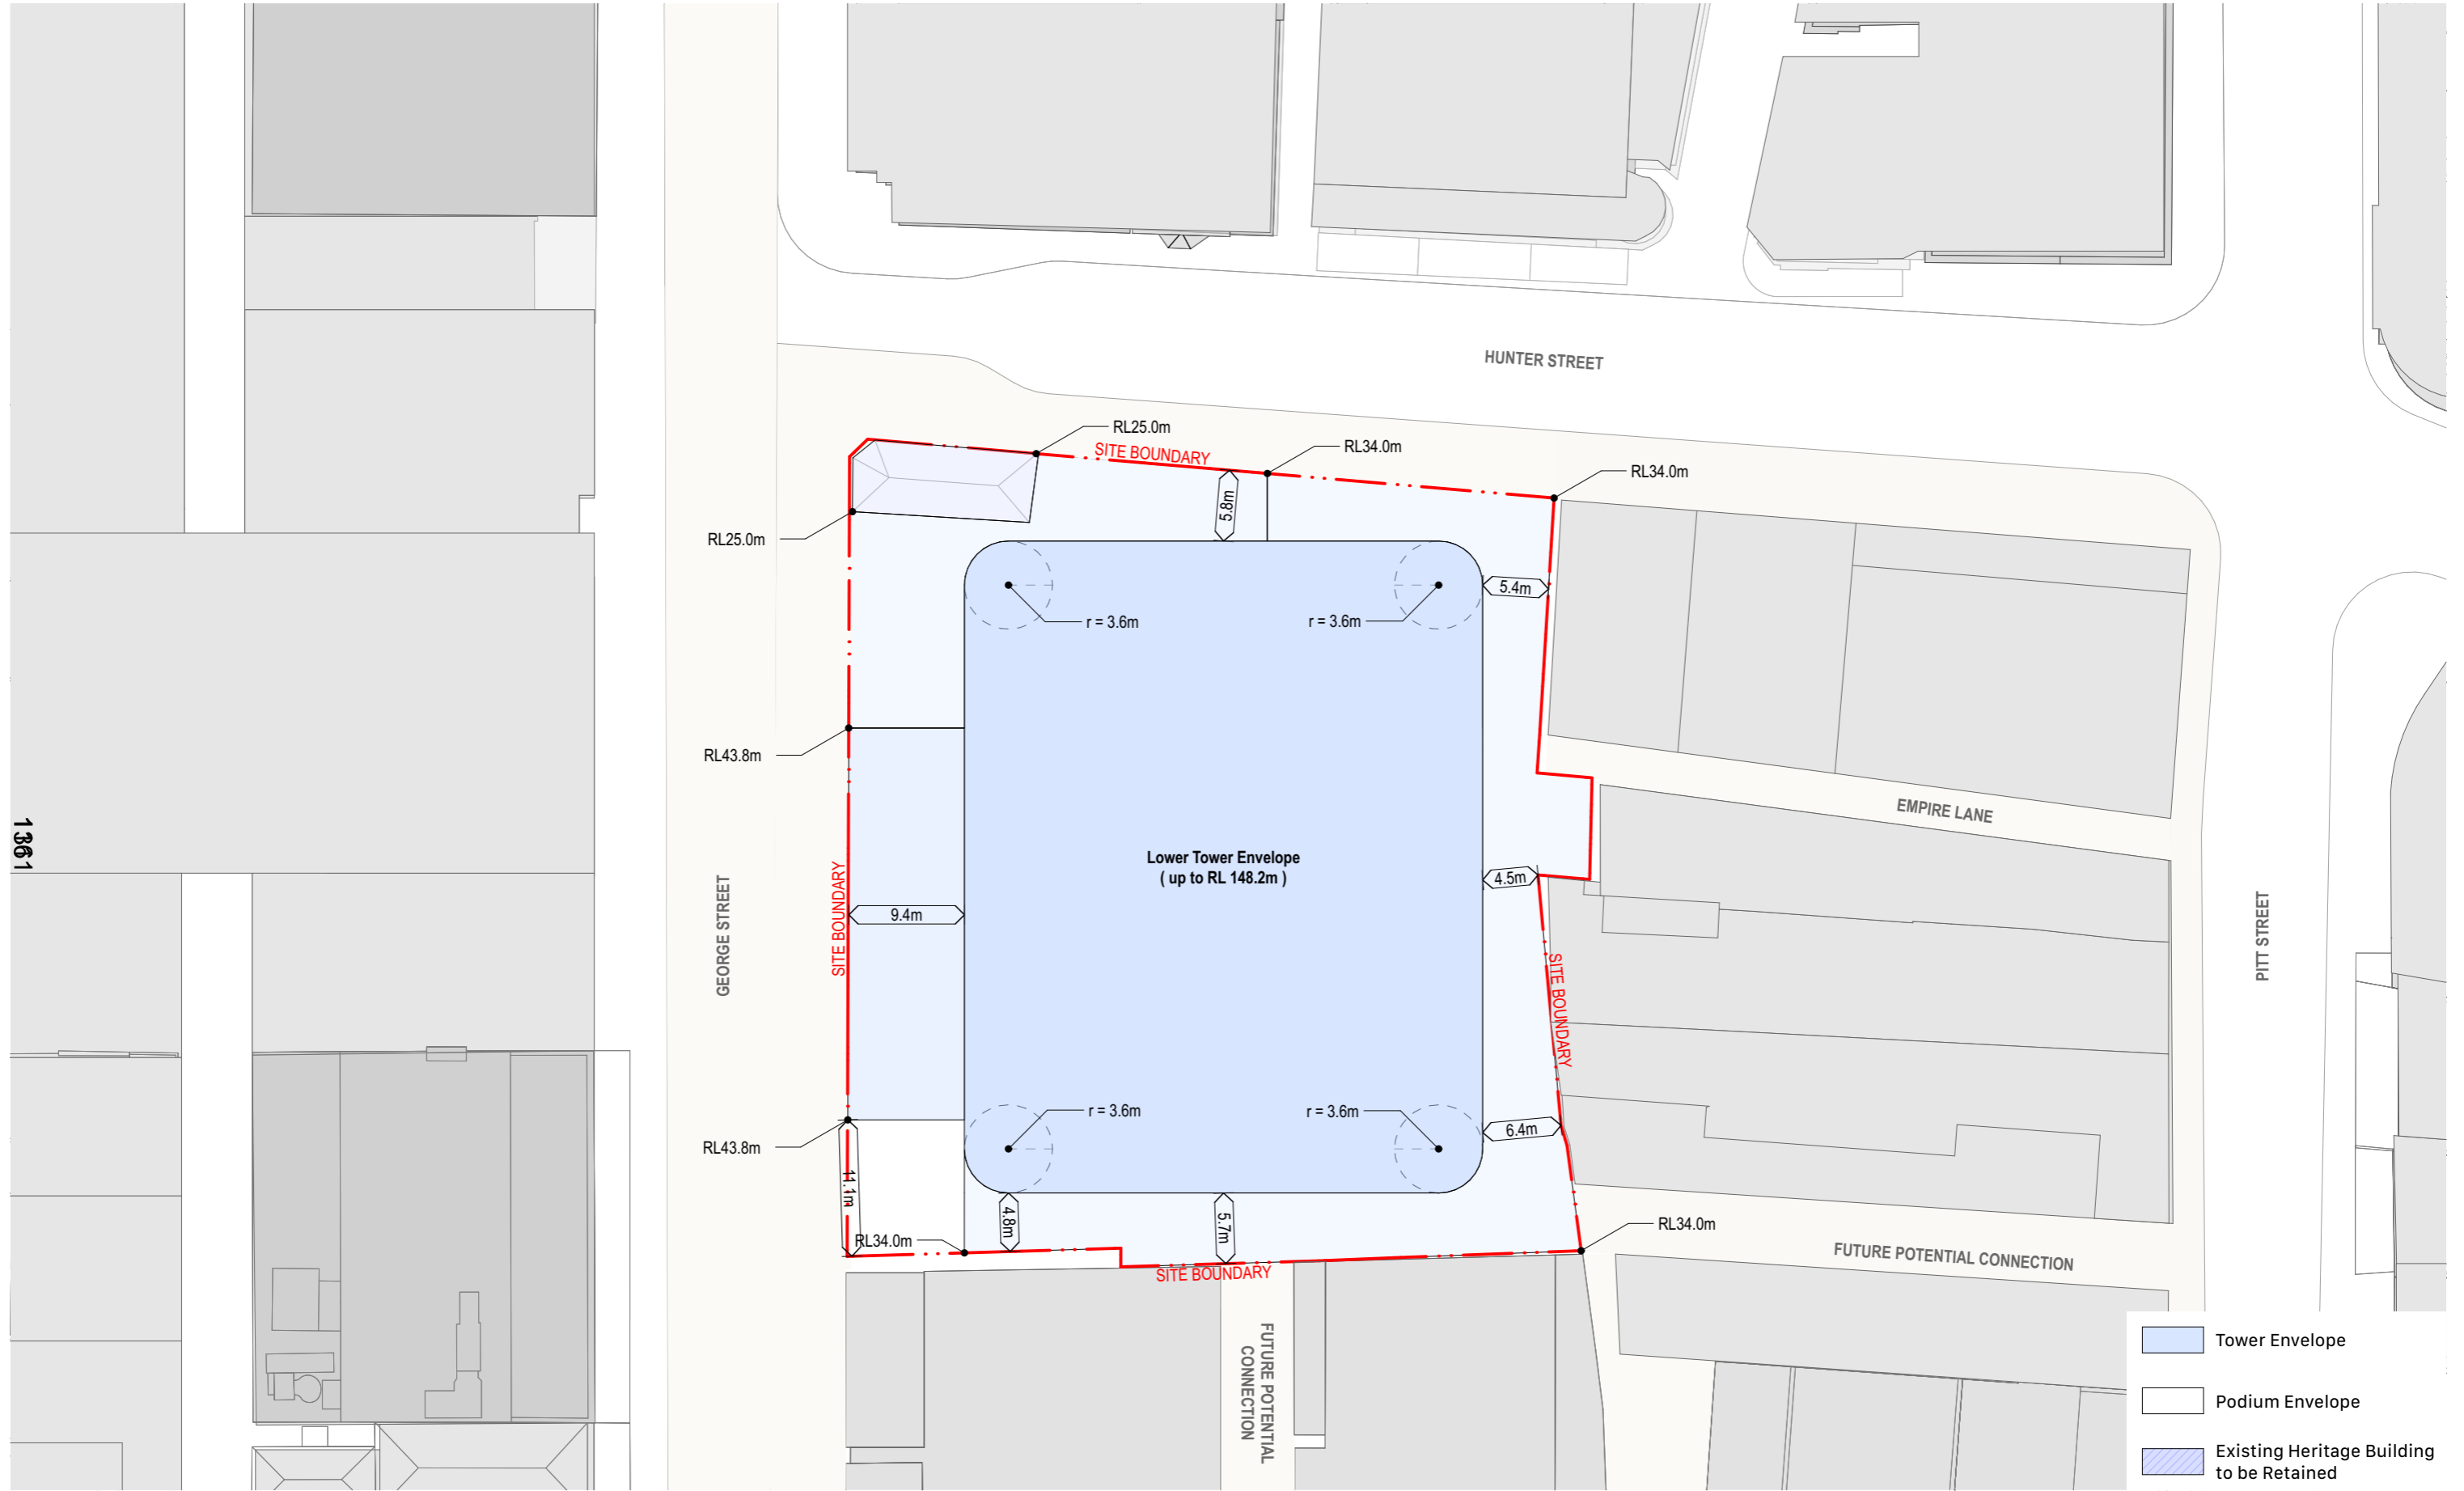 HUNTER STREET
RL25.0m
SITE BOUNDARY
RL34.0m
RL34.0m
5.8m
RL25.0m
5.4m
r = 3.6m
r = 3.6m
RL43.8m
EMPIRE LANE
Lower Tower Envelope
( up to RL 148.2m )
4.5m
SITE BOUNDARY
9.4m
GEORGE STREET
PITT STREET
SITE BOUNDARY
r = 3.6m
r = 3.6m
6.4m
RL43.8m
11.1m
4.8m
5.7m
RL34.0m
RL34.0m
SITE BOUNDARY
FUTURE POTENTIAL CONNECTION
FUTURE POTENTIAL
CONNECTION
Tower Envelope
Podium Envelope
Existing Heritage Building
to be Retained